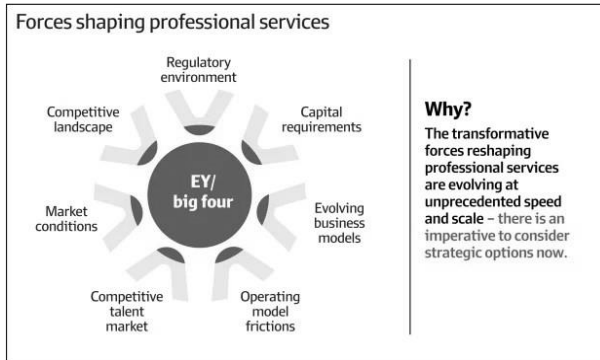 Forces shaping professional services
Regulatory
environment
Competitive
landscape
Capital
requirements
EY/
big four
Market
conditions
Evolving
business
models
Competitive
talent
market
Operating
model
frictions
Why?
The transformative
forces reshaping
professional services
are evolving at
unprecedented speed
and scale – there is an
imperative to consider
strategic options now.